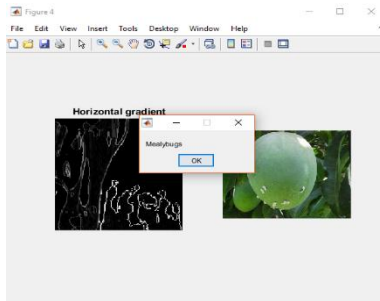 Figure 4
File Edit View Insert Tools Desktop Window Help
Horizontal gradient
Mealybugs
OK